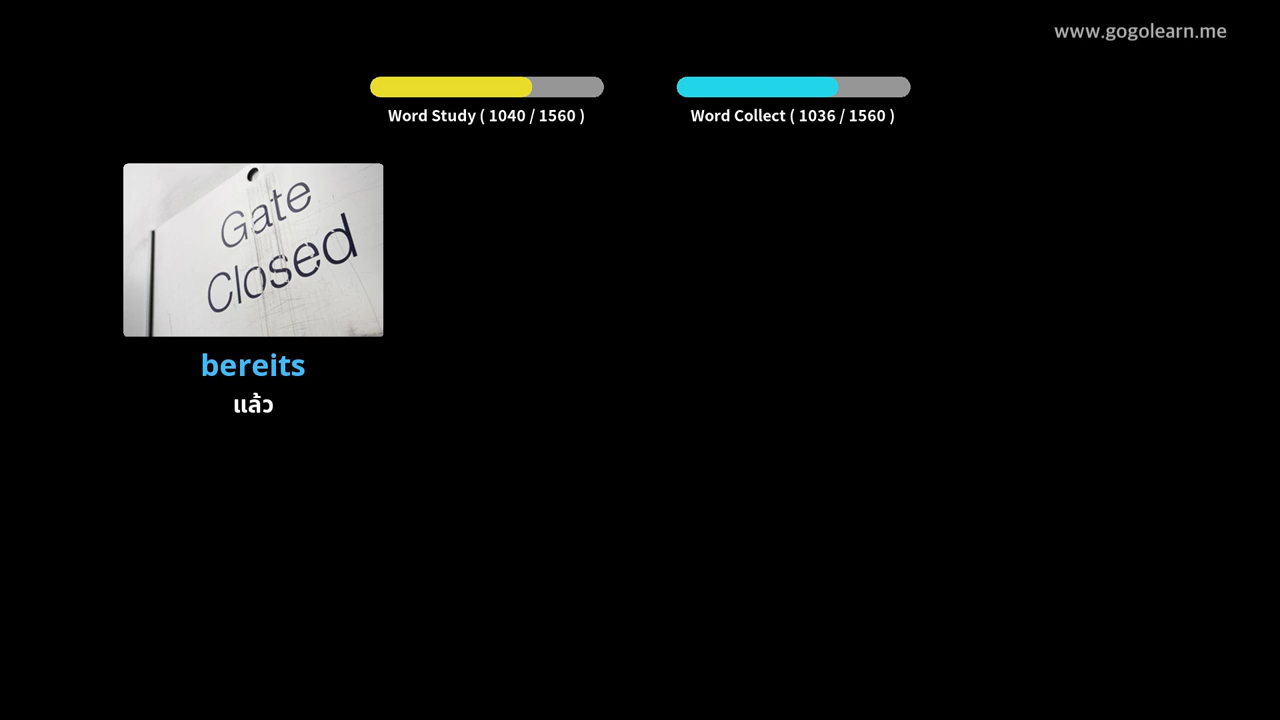 www.gogolearn.me
Word Study ( 1040 / 1560 )
Word Collect ( 1036 / 1560 )
Gate
Closed
bereits
แล้ว